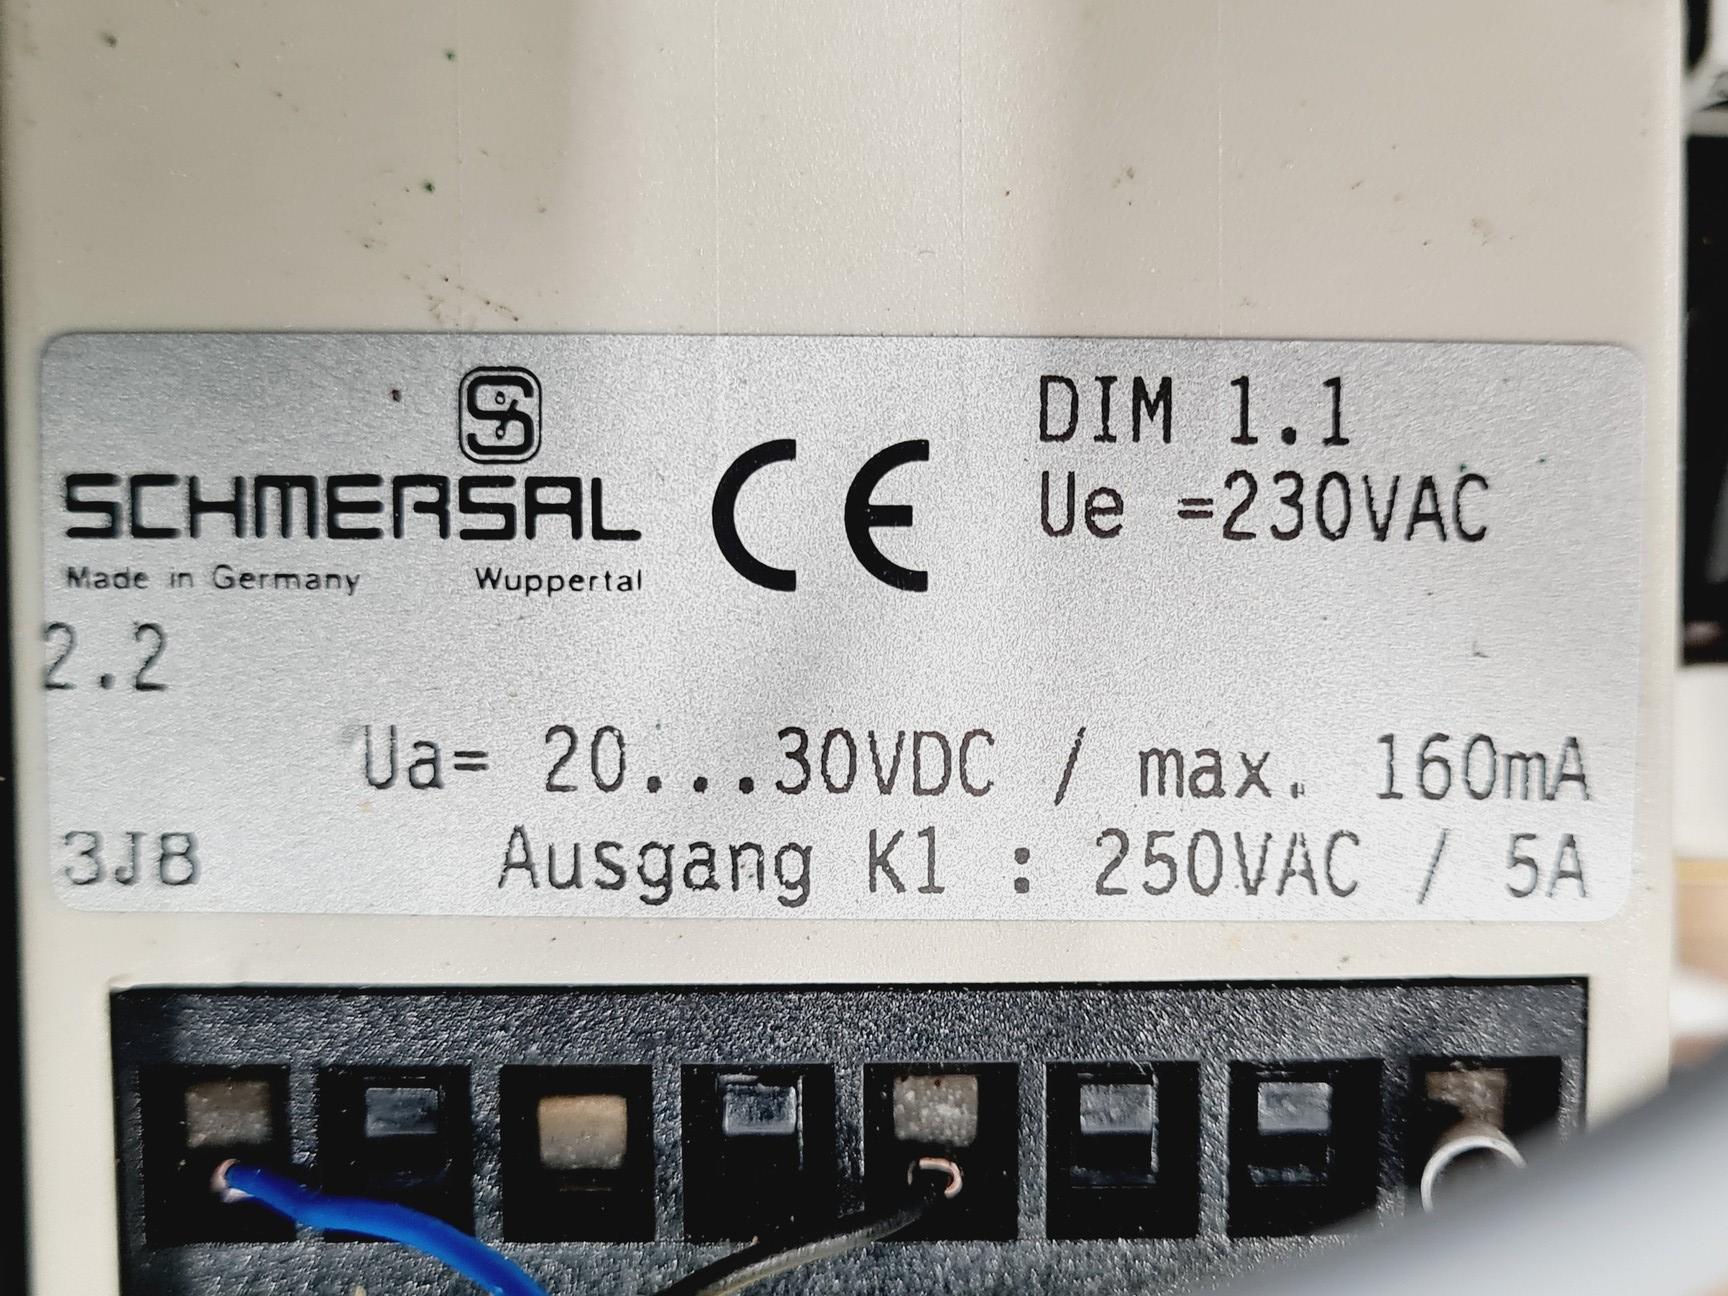 DIM 1.1
SCHMERSAL CE Ue =230VAC
Made in Germany Wuppertal
2.2
Ua= 20...30VDC / max. 160mA
3J8 Ausgang K1 : 250VAC / 5A